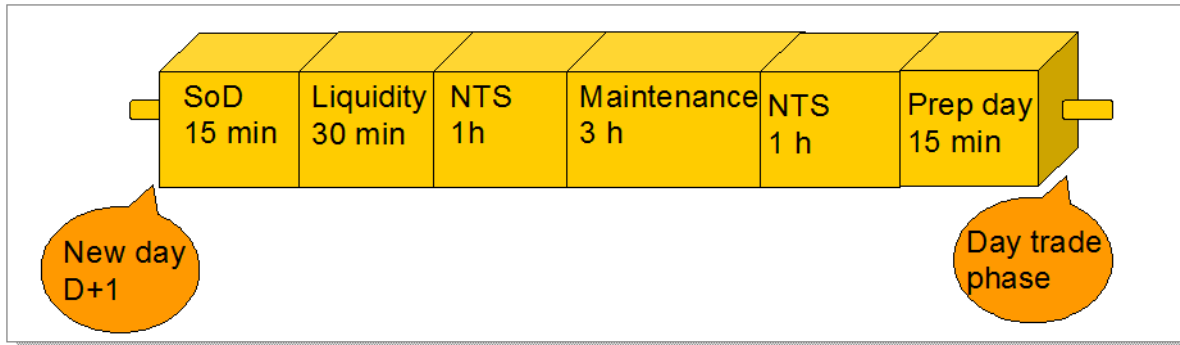 SoD
15 min
Liquidity
30 min
NTS
1h
Maintenance
3 h
NTS
1 h
Prep day
15 min
New day
D+1
Day trade
phase